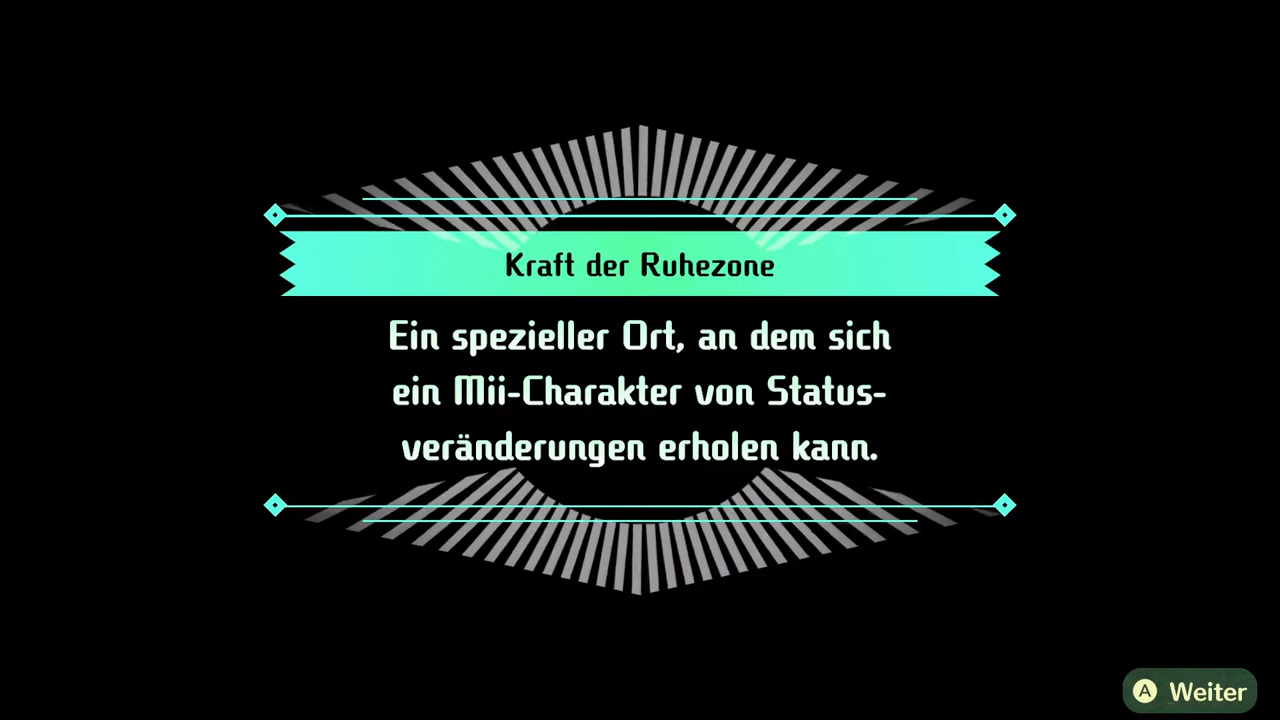 Kraft der Ruhezone
Ein spezieller Ort, an dem sich
ein Mii-Charakter von Status-
veränderungen erholen kann.
A Weiter